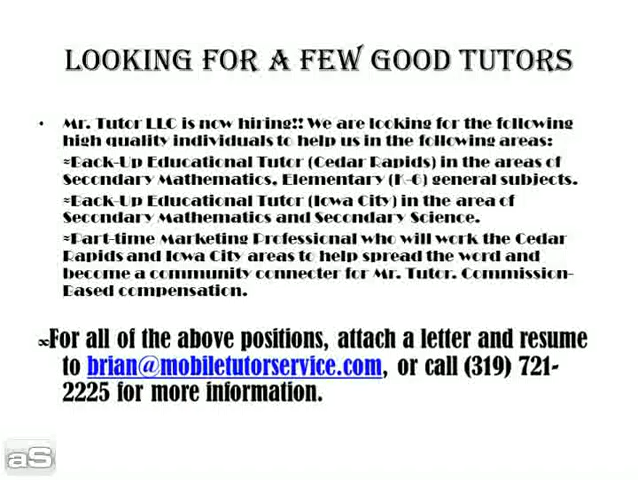 LOOKING FOR A FEW GOOD TUTORS
• Mr. Tutor LLC is now hiring!! We are looking for the following
high quality individuals to help us in the following areas:
≈Back-Up Educational Tutor (Cedar Rapids) in the areas of
Secondary Mathematics, Elementary (K-6) general subjects.
≈Back-Up Educational Tutor (Iowa City) in the area of
Secondary Mathematics and Secondary Science.
≈Part-time Marketing Professional who will work the Cedar
Rapids and Iowa City areas to help spread the word and
become a community connecter for Mr. Tutor. Commission-
Based compensation.
≈For all of the above positions, attach a letter and resume
to brian@mobiletutorservice.com, or call (319) 721-
2225 for more information.
aS